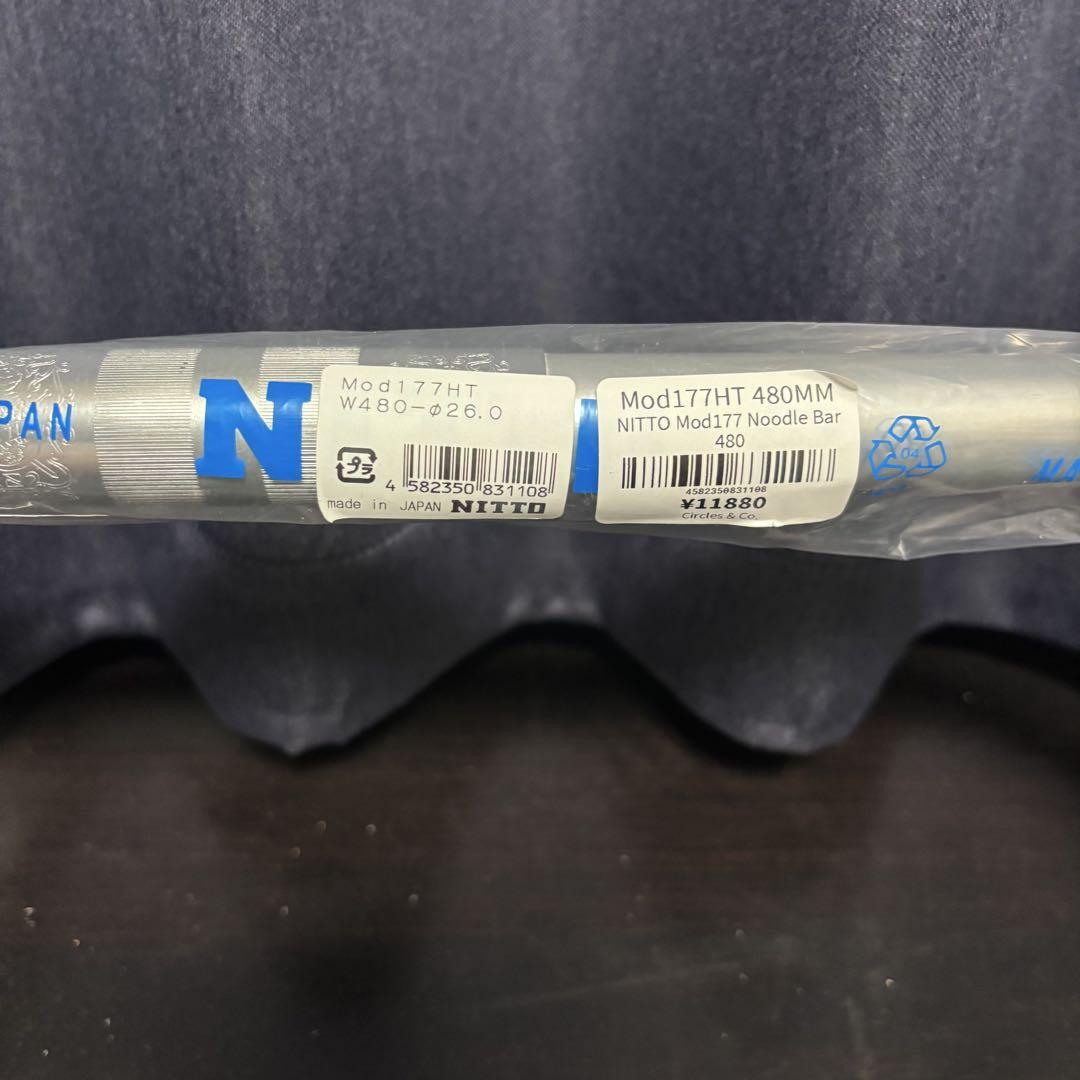 PAN
N
Mod177HT
W480-φ26.0
プラ
4 582350 831108
made in JAPAN NITTO
Mod177HT 480MM
NITTO Mod177 Noodle Bar
480
4582350831108
¥11880
Circles & Co.
04
MA